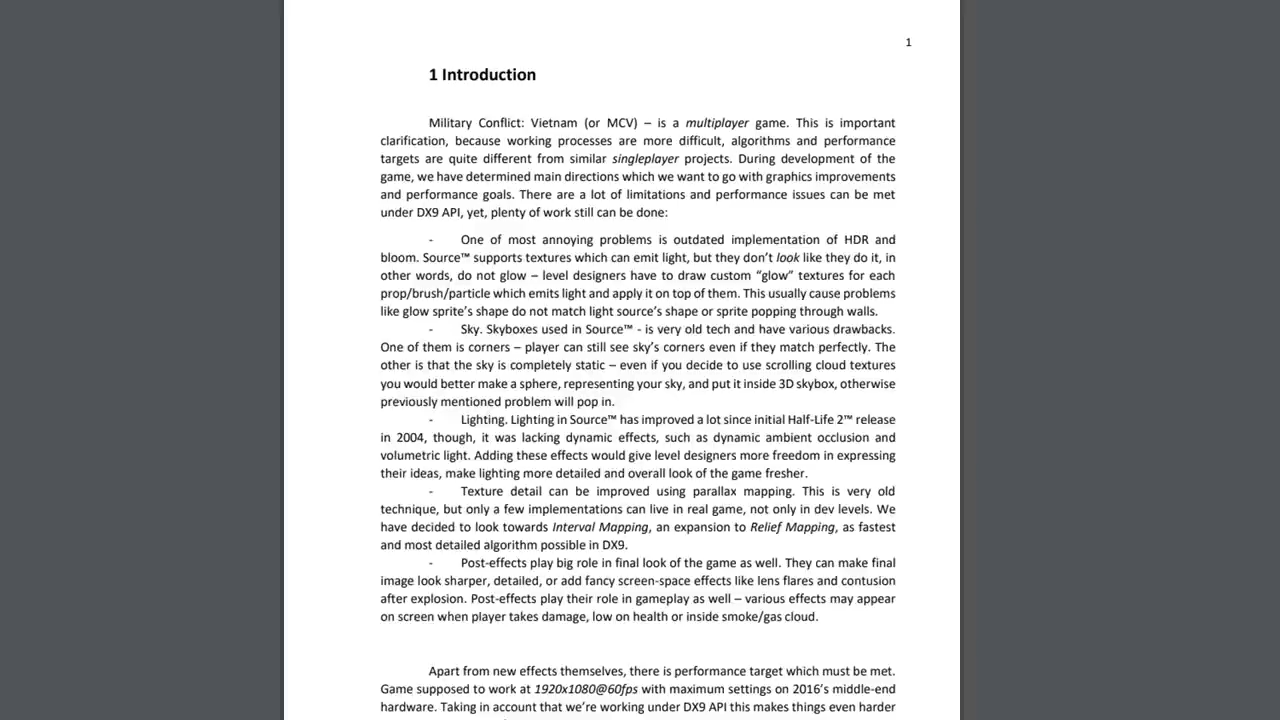 1
1 Introduction
Military Conflict: Vietnam (or MCV) – is a multiplayer game. This is important
clarification, because working processes are more difficult, algorithms and performance
targets are quite different from similar singleplayer projects. During development of the
game, we have determined main directions which we want to go with graphics improvements
and performance goals. There are a lot of limitations and performance issues can be met
under DX9 API, yet, plenty of work still can be done:
- One of most annoying problems is outdated implementation of HDR and
bloom. Source™ supports textures which can emit light, but they don’t look like they do it, in
other words, do not glow – level designers have to draw custom “glow” textures for each
prop/brush/particle which emits light and apply it on top of them. This usually cause problems
like glow sprite’s shape do not match light source’s shape or sprite popping through walls.
- Sky. Skyboxes used in Source™ - is very old tech and have various drawbacks.
One of them is corners – player can still see sky’s corners even if they match perfectly. The
other is that the sky is completely static – even if you decide to use scrolling cloud textures
you would better make a sphere, representing your sky, and put it inside 3D skybox, otherwise
previously mentioned problem will pop in.
- Lighting. Lighting in Source™ has improved a lot since initial Half-Life 2™ release
in 2004, though, it was lacking dynamic effects, such as dynamic ambient occlusion and
volumetric light. Adding these effects would give level designers more freedom in expressing
their ideas, make lighting more detailed and overall look of the game fresher.
- Texture detail can be improved using parallax mapping. This is very old
technique, but only a few implementations can live in real game, not only in dev levels. We
have decided to look towards Interval Mapping, an expansion to Relief Mapping, as fastest
and most detailed algorithm possible in DX9.
- Post-effects play big role in final look of the game as well. They can make final
image look sharper, detailed, or add fancy screen-space effects like lens flares and contusion
after explosion. Post-effects play their role in gameplay as well – various effects may appear
on screen when player takes damage, low on health or inside smoke/gas cloud.
Apart from new effects themselves, there is performance target which must be met.
Game supposed to work at 1920x1080@60fps with maximum settings on 2016’s middle-end
hardware. Taking in account that we’re working under DX9 API this makes things even harder